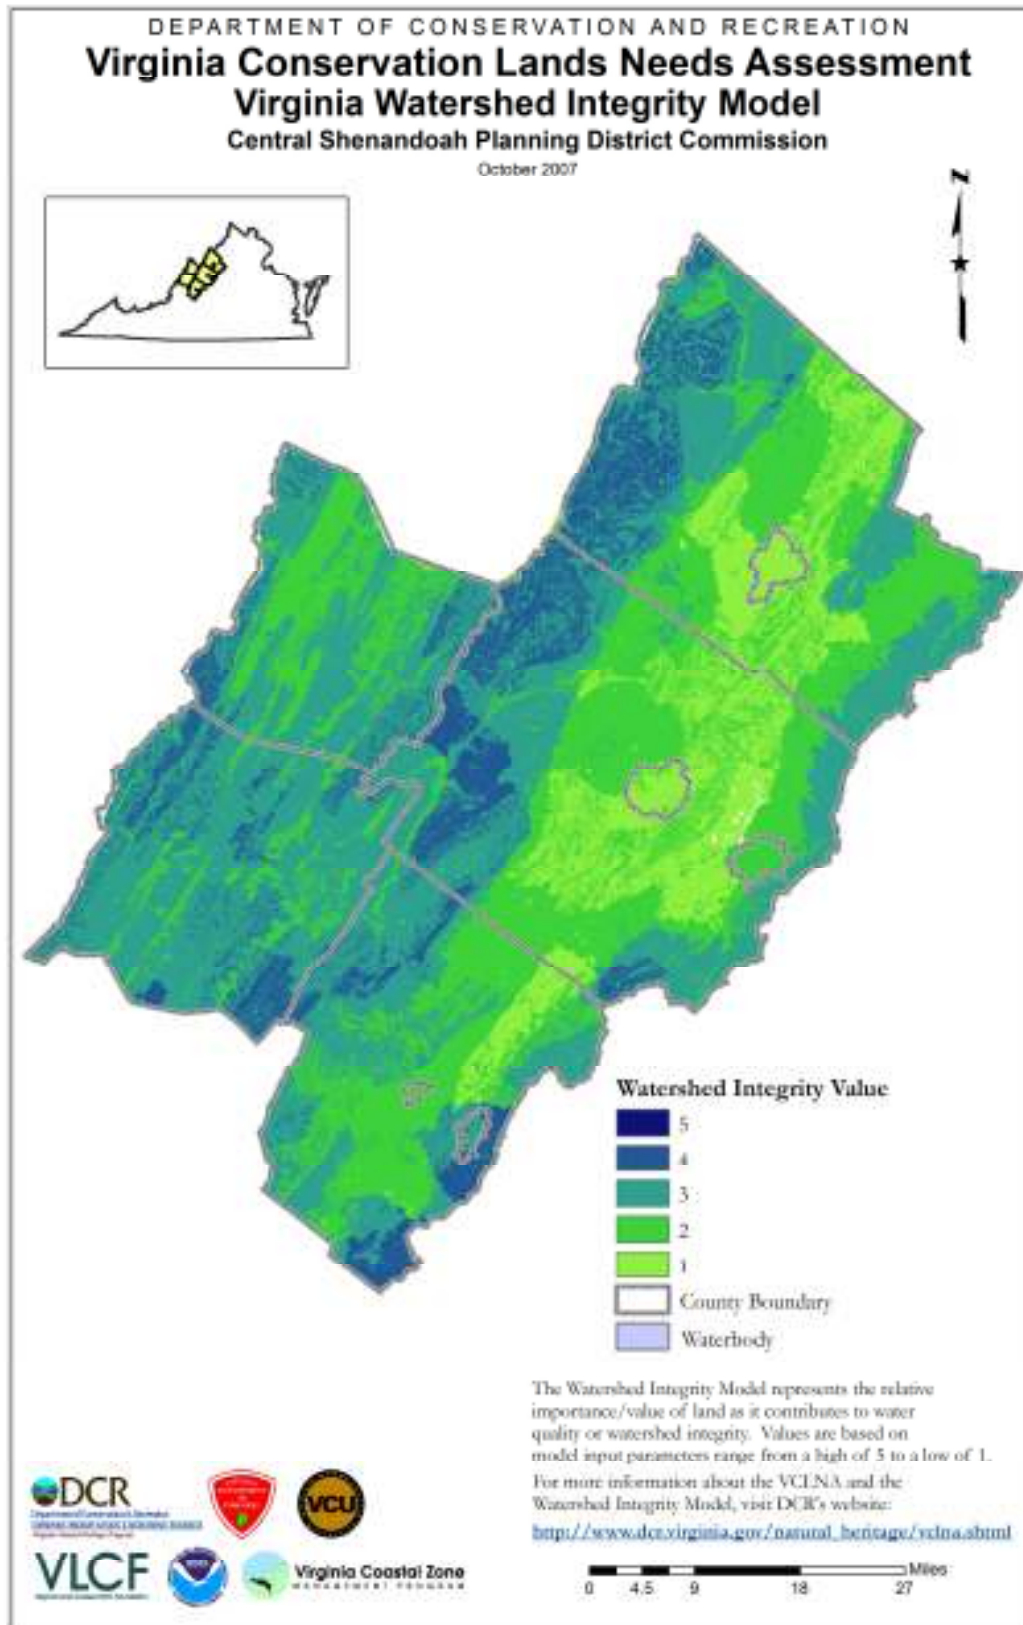 DEPARTMENT OF CONSERVATION AND RECREATION
Virginia Conservation Lands Needs Assessment
Virginia Watershed Integrity Model
Central Shenandoah Planning District Commission
October 2007
N
Watershed Integrity Value
5
4
3
2
1
County Boundary
Waterbody
The Watershed Integrity Model represents the relative
importance/value of land as it contributes to water
quality or watershed integrity. Values are based on
model input parameters range from a high of 5 to a low of 1.
For more information about the VCLNA and the
Watershed Integrity Model, visit DCR's website:
http://www.dcr.virginia.gov/natural_heritage/vclna.shtml
DCR
VCU
VLCF
Virginia Coastal Zone
MANAGEMENT PROGRAM
Miles
0 4.5 9 18 27